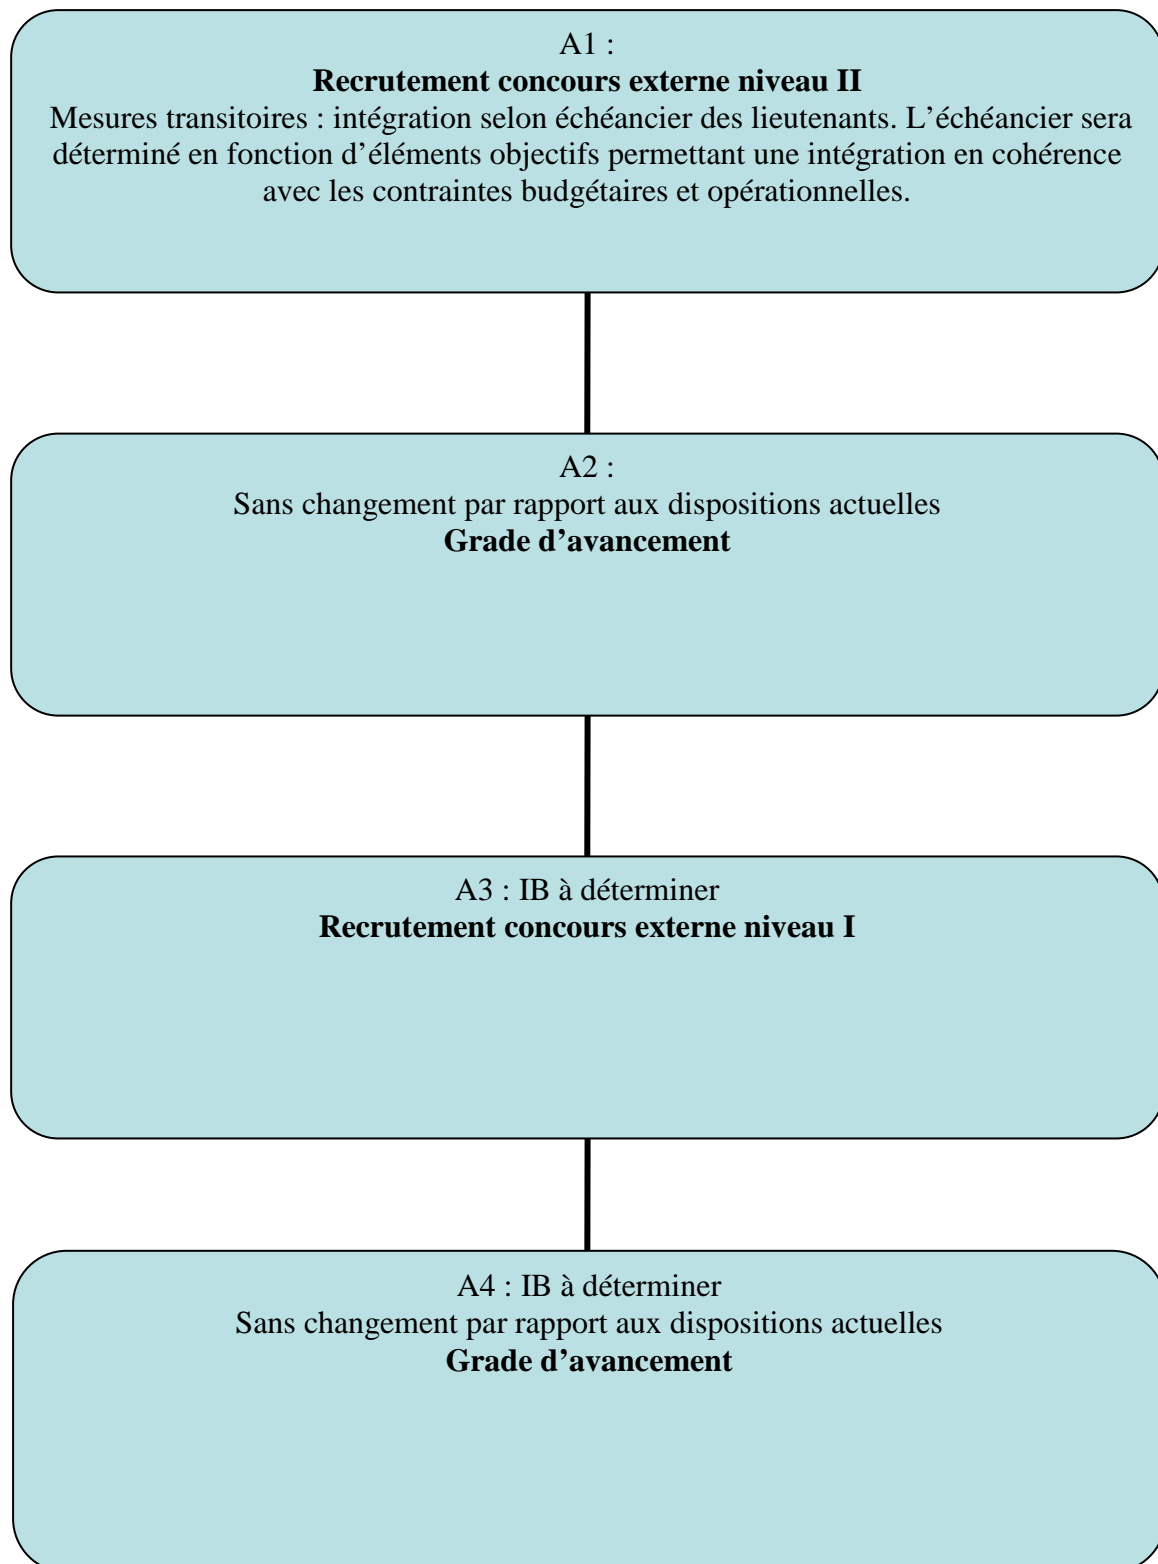 A1 :
Recrutement concours externe niveau II
Mesures transitoires : intégration selon échéancier des lieutenants. L’échéancier sera
déterminé en fonction d’éléments objectifs permettant une intégration en cohérence
avec les contraintes budgétaires et opérationnelles.
A2 :
Sans changement par rapport aux dispositions actuelles
Grade d’avancement
A3 : IB à déterminer
Recrutement concours externe niveau I
A4 : IB à déterminer
Sans changement par rapport aux dispositions actuelles
Grade d’avancement